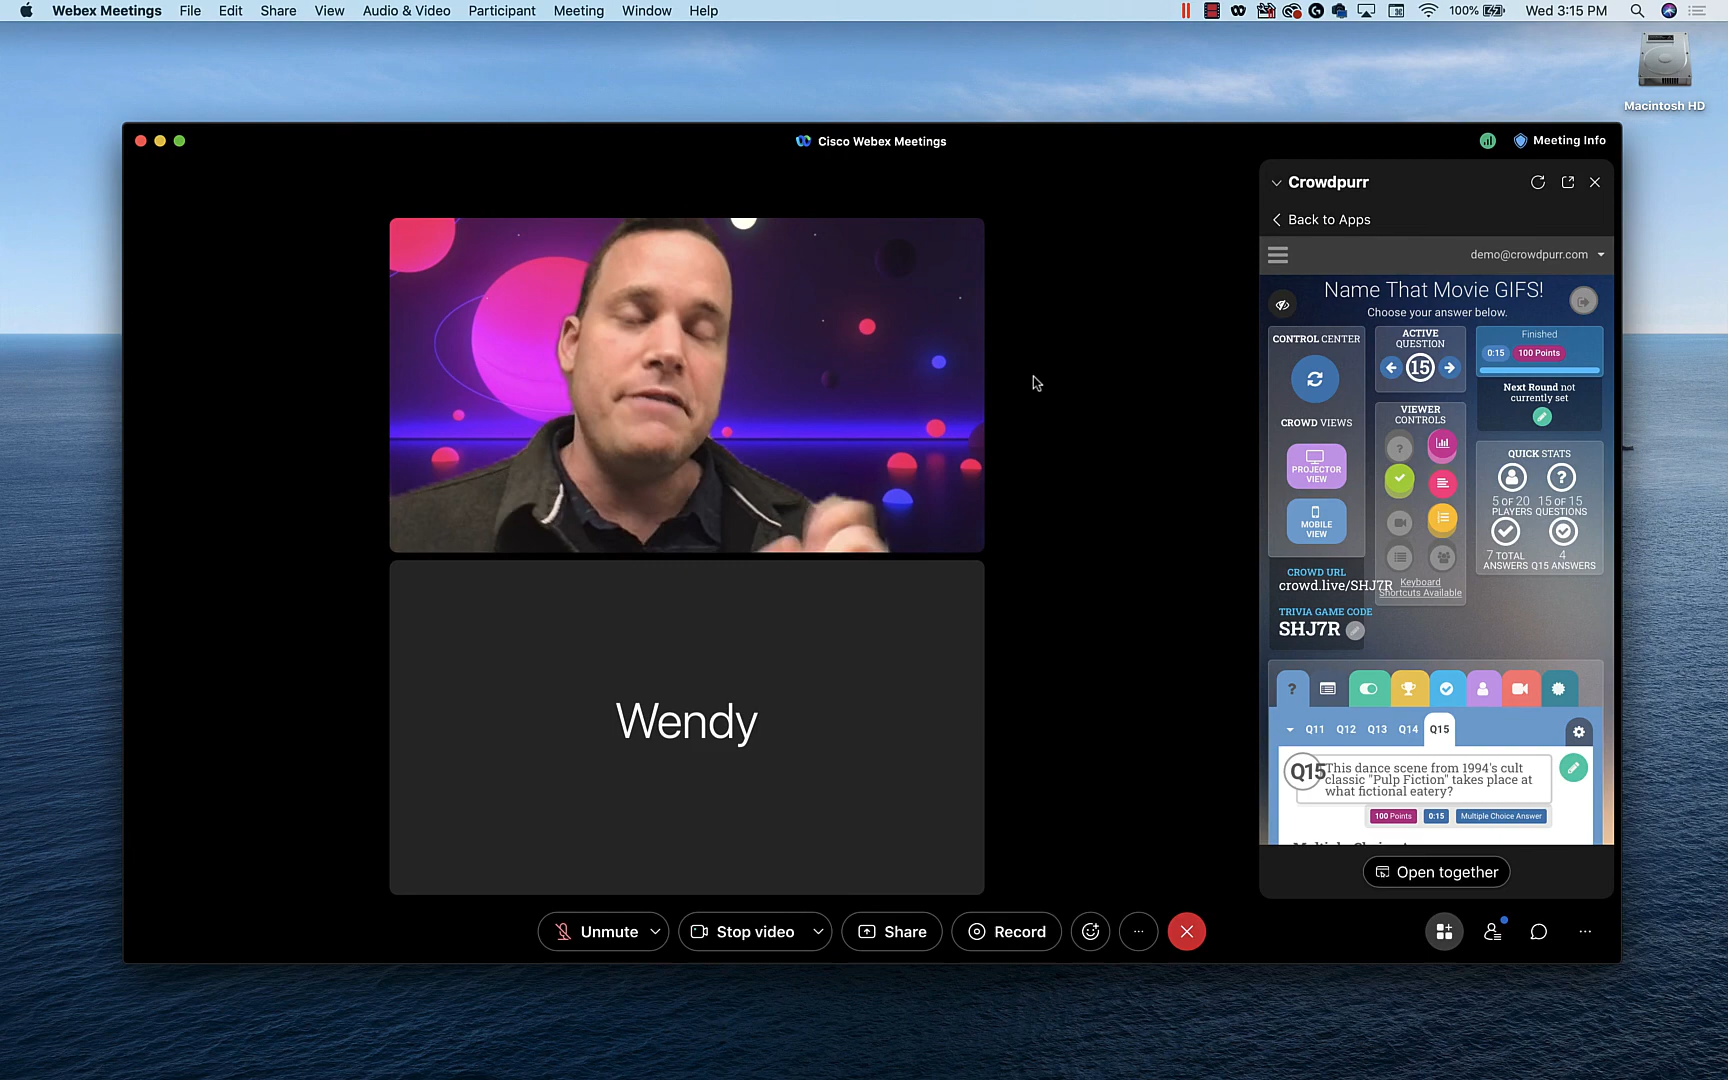 Webex Meetings File Edit Share View Audio & Video Participant Meeting Window Help
100% Wed 3:15 PM
Macintosh HD
Cisco Webex Meetings
Meeting Info
Crowdpurr
Back to Apps
demo@crowdpurr.com
Name That Movie GIFS!
Choose your answer below.
CONTROL CENTER
CROWD VIEWS
PROJECTOR
VIEW
MOBILE
VIEW
CROWD URL
crowd.live/SHJ7R
TRIVIA GAME CODE
SHJ7R
ACTIVE
QUESTION
15
VIEWER
CONTROLS
Keyboard
Shortcuts Available
Finished
0:15 100 Points
Next Round not
currently set
QUICK STATS
5 OF 20 15 OF 15
PLAYERS QUESTIONS
7 TOTAL 4
ANSWERS Q15 ANSWERS
Q11 Q12 Q13 Q14 Q15
Q15
This dance scene from 1994's cult
classic "Pulp Fiction" takes place at
what fictional eatery?
100 Points 0:15 Multiple Choice Answer
Open together
Wendy
Unmute Stop video Share Record